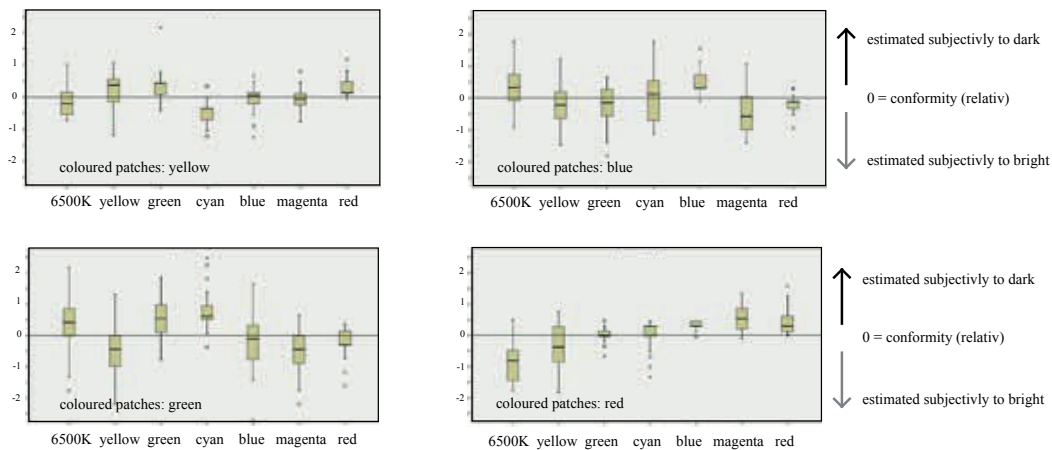 2
1
0
-1
-2
coloured patches: yellow
6500K yellow green cyan blue magenta red
2
1
0
-1
-2
coloured patches: blue
6500K yellow green cyan blue magenta red
estimated subjectivly to dark
0 = conformity (relativ)
estimated subjectivly to bright
2
1
0
-1
-2
coloured patches: green
6500K yellow green cyan blue magenta red
2
1
0
-1
-2
coloured patches: red
6500K yellow green cyan blue magenta red
estimated subjectivly to dark
0 = conformity (relativ)
estimated subjectivly to bright